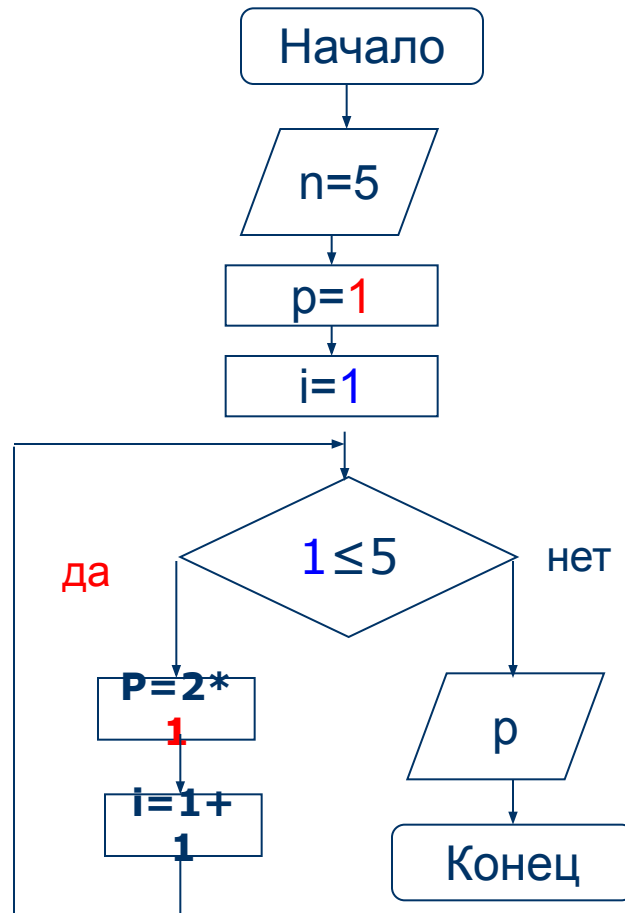 Начало
n=5
p=1
i=1
1≤5
да
нет
P=2*
1
p
i=1+
1
Конец